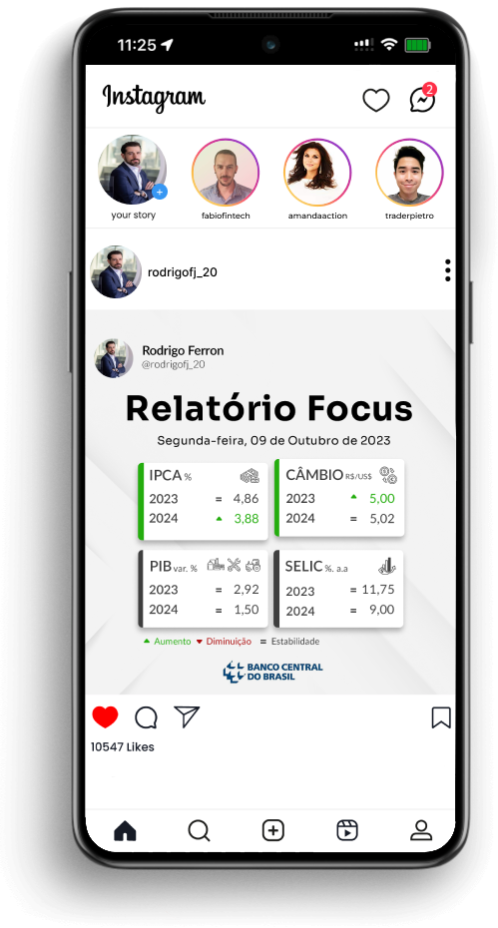 11:25
Instagram
2
your story
fabiofintech
amandaaction
traderpietro
rodrigofj_20
Rodrigo Ferron
@rodrigofj_20
Relatório Focus
Segunda-feira, 09 de Outubro de 2023
IPCA %
2023 = 4,86
2024 ▲ 3,88
CÂMBIO R$/US$
2023 ▲ 5,00
2024 = 5,02
PIB var. %
2023 = 2,92
2024 = 1,50
SELIC %. a.a
2023 = 11,75
2024 = 9,00
▲ Aumento ▼ Diminuição = Estabilidade
BANCO CENTRAL
DO BRASIL
10547 Likes